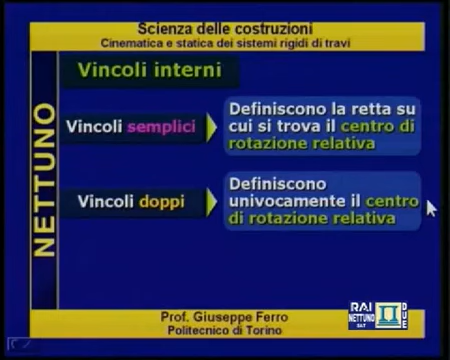 Scienza delle costruzioni
Cinematica e statica dei sistemi rigidi di travi
Vincoli interni
NETTUNO
Vincoli semplici
Definiscono la retta su
cui si trova il centro di
rotazione relativa
Vincoli doppi
Definiscono
univocamente il centro
di rotazione relativa
RAI
NETTUNO
SAT
DUE
Prof. Giuseppe Ferro
Politecnico di Torino